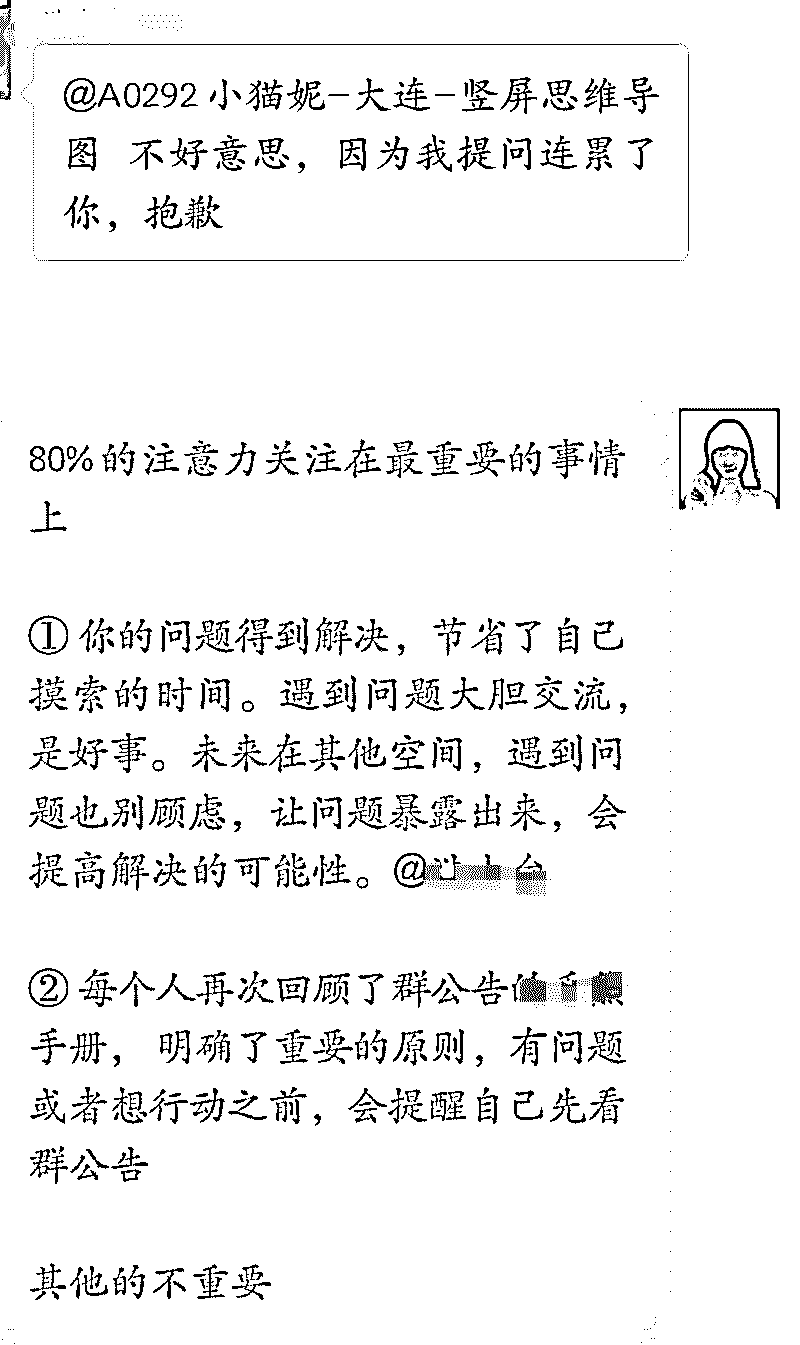 @A0292 小猫妮-大连-竖屏思维导
图 不好意思，因为我提问连累了
你，抱歉
80%的注意力关注在最重要的事情
上
① 你的问题得到解决，节省了自己
摸索的时间。遇到问题大胆交流，
是好事。未来在其他空间，遇到问
题也别顾虑，让问题暴露出来，会
提高解决的可能性。@
② 每个人再次回顾了群公告
手册， 明确了重要的原则，有问题
或者想行动之前，会提醒自己先看
群公告
其他的不重要